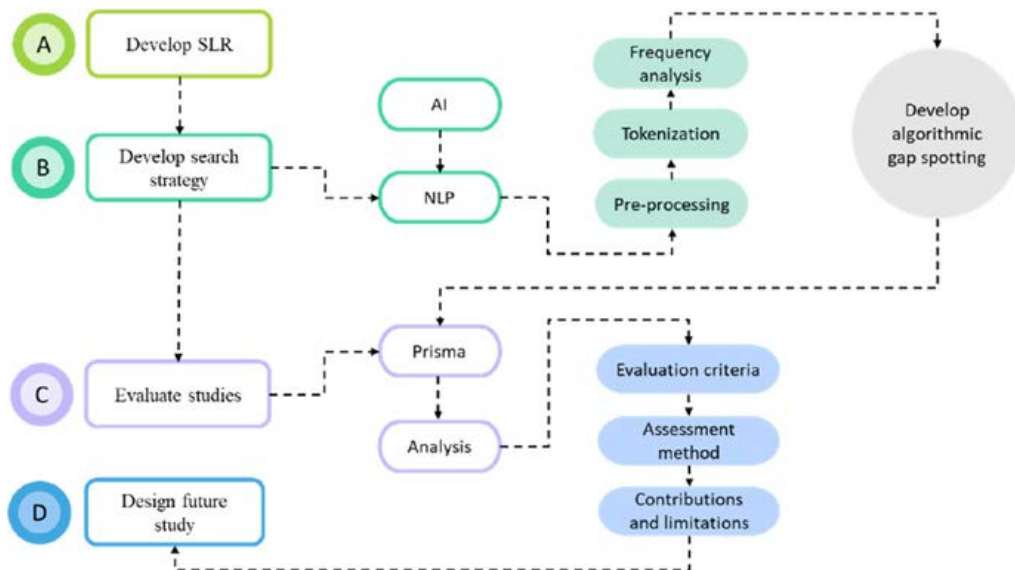 A
Develop SLR
B
Develop search
strategy
AI
NLP
Frequency
analysis
Tokenization
Pre-processing
Develop
algorithmic
gap spotting
C
Evaluate studies
Prisma
Analysis
Evaluation criteria
Assessment
method
Contributions
and limitations
D
Design future
study